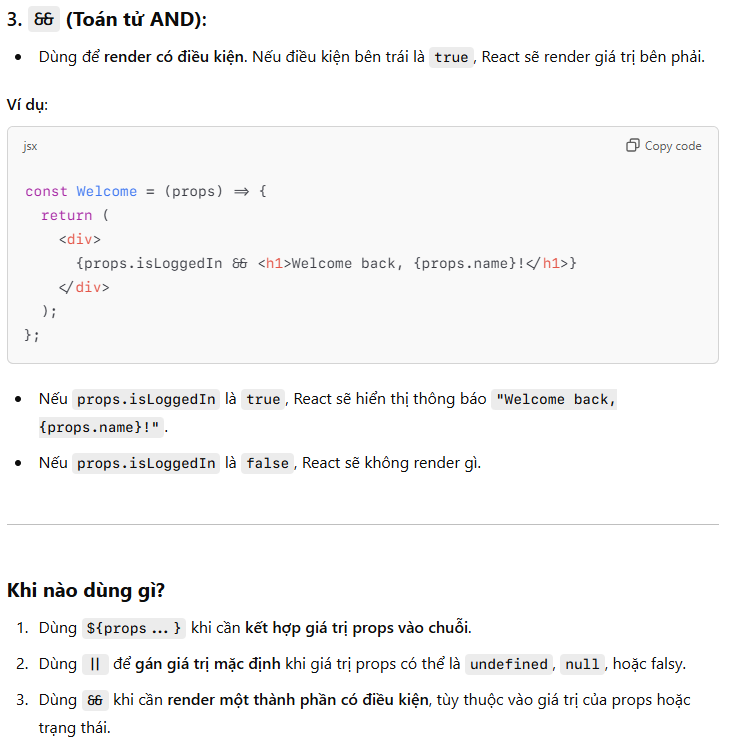 3. && (Toán tử AND):
Dùng để render có điều kiện. Nếu điều kiện bên trái là true, React sẽ render giá trị bên phải.
Ví dụ:
jsx
Copy code
const Welcome = (props) => {
return (
<div>
{props.isLoggedIn && <h1>Welcome back, {props.name}!</h1>}
</div>
);
};
Nếu props.isLoggedIn là true, React sẽ hiển thị thông báo "Welcome back,
{props.name}!".
Nếu props.isLoggedIn là false, React sẽ không render gì.
Khi nào dùng gì?
1. Dùng ${props...} khi cần kết hợp giá trị props vào chuỗi.
2. Dùng || để gán giá trị mặc định khi giá trị props có thể là undefined, null, hoặc falsy.
3. Dùng && khi cần render một thành phần có điều kiện, tùy thuộc vào giá trị của props hoặc
trạng thái.